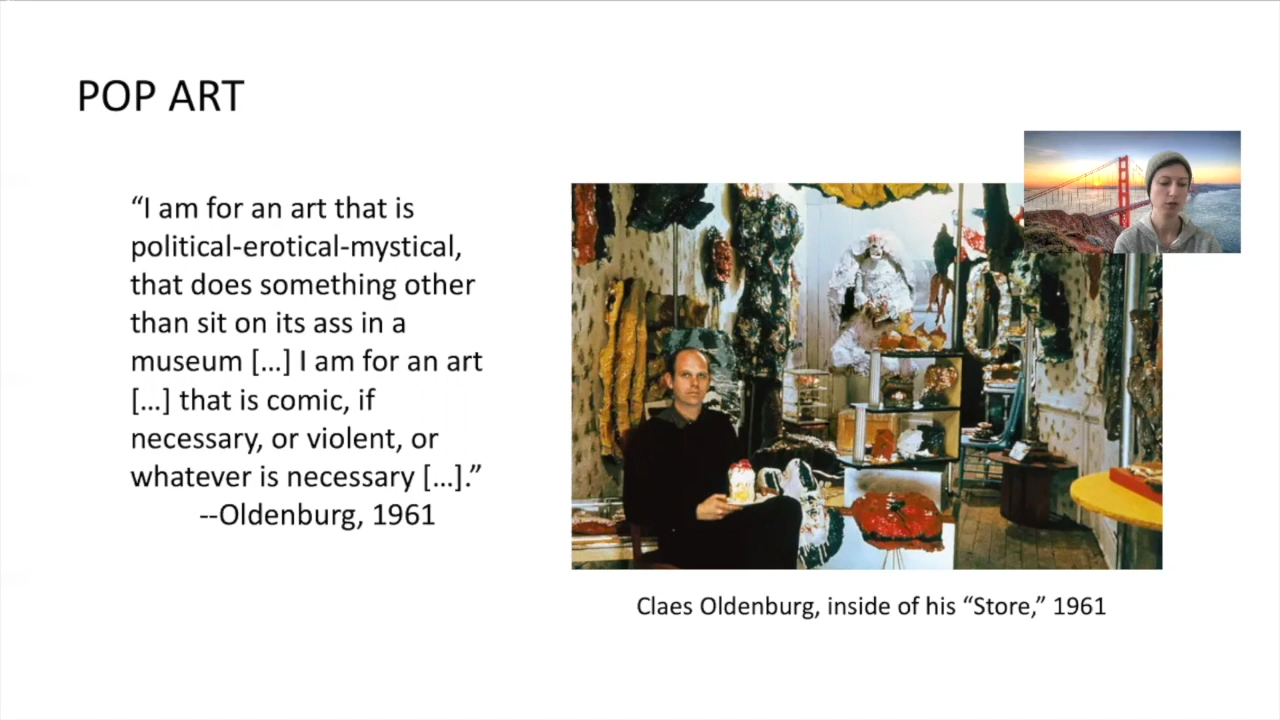 POP ART
“I am for an art that is
political-erotical-mystical,
that does something other
than sit on its ass in a
museum […] I am for an art
[…] that is comic, if
necessary, or violent, or
whatever is necessary […].”
--Oldenburg, 1961
Claes Oldenburg, inside of his “Store,” 1961